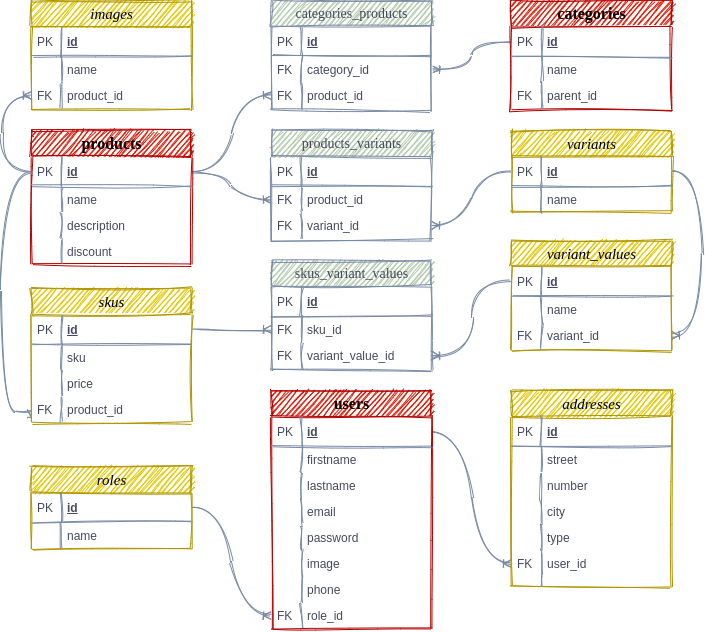 images
PK id
name
FK product_id
categories_products
PK id
FK category_id
FK product_id
categories
PK id
name
FK parent_id
products
PK id
name
description
discount
products_variants
PK id
FK product_id
FK variant_id
variants
PK id
name
skus
PK id
sku
price
FK product_id
skus_variant_values
PK id
FK sku_id
FK variant_value_id
variant_values
PK id
name
FK variant_id
roles
PK id
name
users
PK id
firstname
lastname
email
password
image
phone
FK role_id
addresses
PK id
street
number
city
type
FK user_id